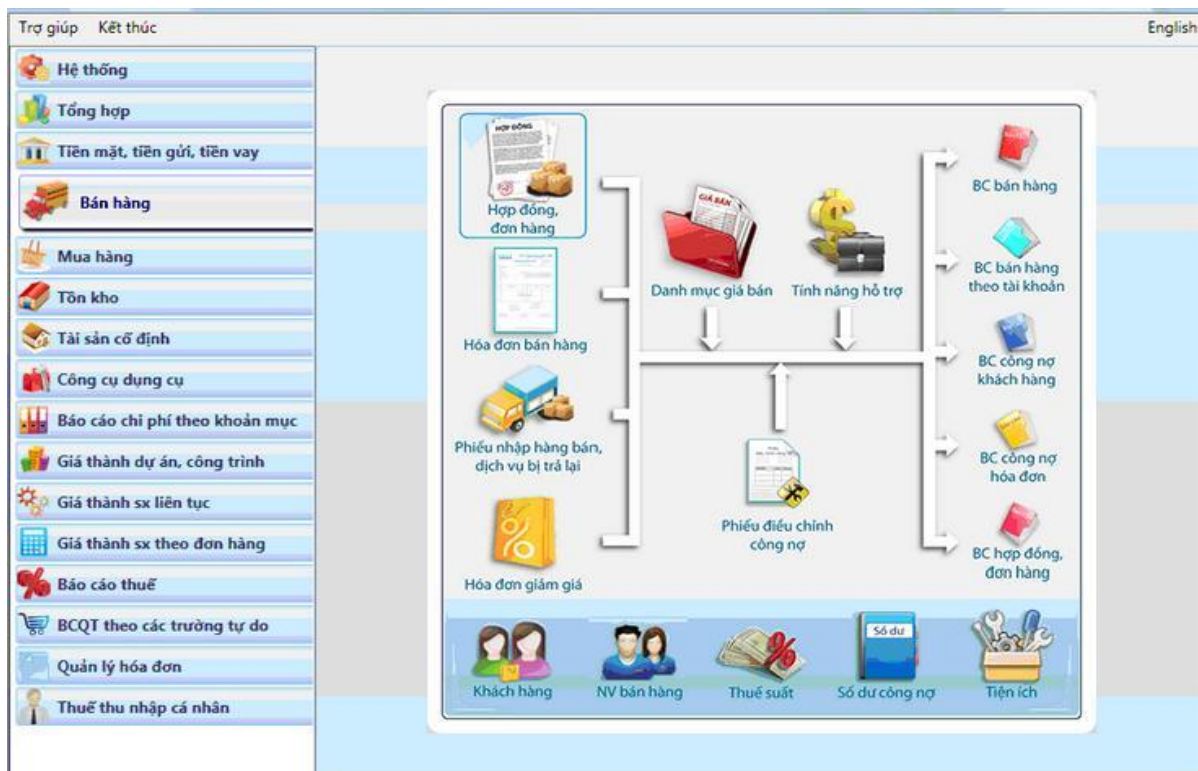 Trợ giúp Kết thúc English
Hệ thống
Tổng hợp
Tiền mặt, tiền gửi, tiền vay
Bán hàng
Mua hàng
Tồn kho
Tài sản cố định
Công cụ dụng cụ
Báo cáo chi phí theo khoản mục
Giá thành dự án, công trình
Giá thành sx liên tục
Giá thành sx theo đơn hàng
Báo cáo thuế
BCQT theo các trường tự do
Quản lý hóa đơn
Thuế thu nhập cá nhân
HỢP ĐỒNG
Hợp đồng,
đơn hàng
Hóa đơn bán hàng
Phiếu nhập hàng bán,
dịch vụ bị trả lại
Hóa đơn giảm giá
GIÁ BÁN
Danh mục giá bán
Tính năng hỗ trợ
Phiếu điều chỉnh
công nợ
BC bán hàng
BC bán hàng
theo tài khoản
BC công nợ
khách hàng
BC công nợ
hóa đơn
BC hợp đồng,
đơn hàng
Khách hàng
NV bán hàng
Thuế suất
Số dư
Số dư công nợ
Tiện ích